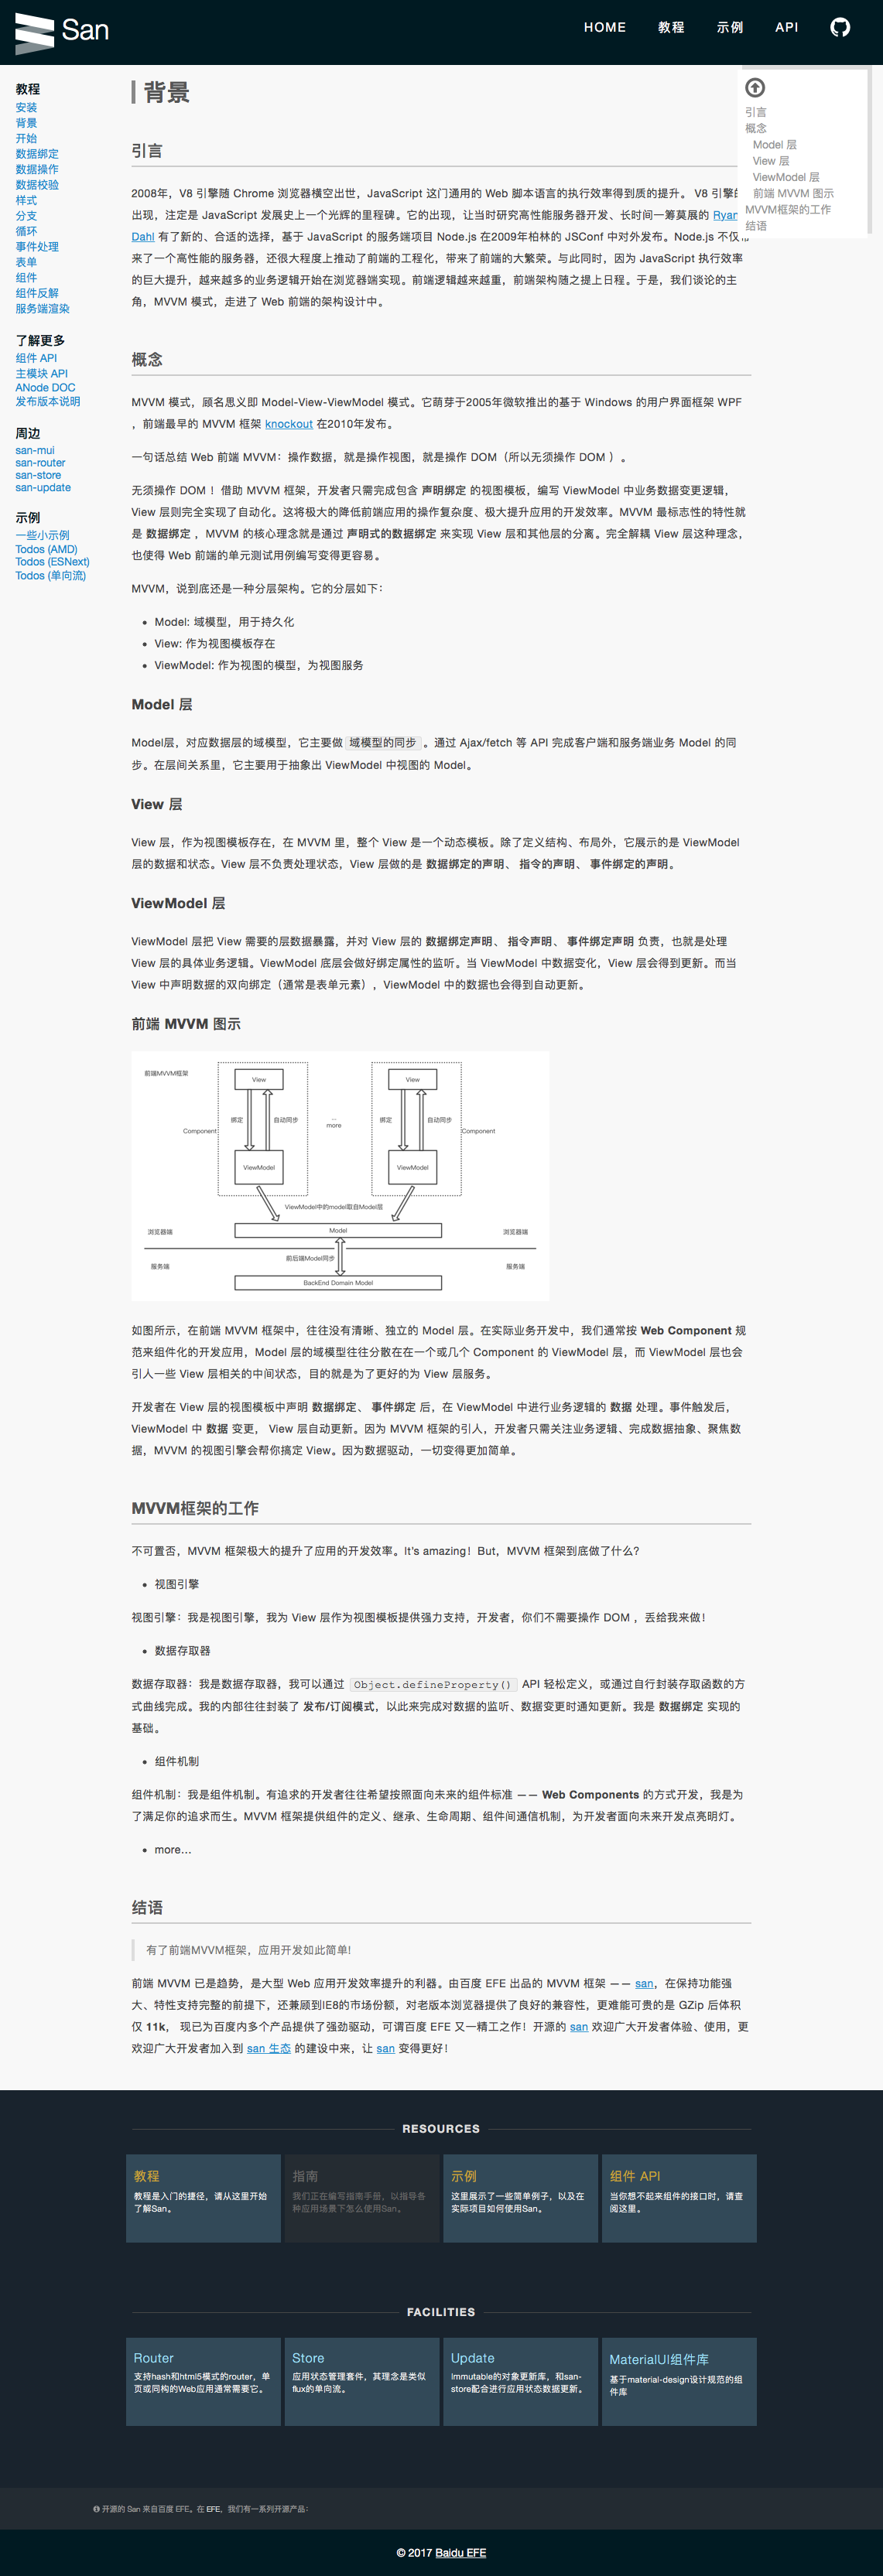 San
HOME 教程 示例 API
教程
安装
背景
开始
数据绑定
数据操作
数据校验
样式
分支
循环
事件处理
表单
组件
组件反解
服务端渲染
了解更多
组件 API
主模块 API
ANode DOC
发布版本说明
周边
san-mui
san-router
san-store
san-update
示例
一些小示例
Todos (AMD)
Todos (ESNext)
Todos (单向流)
引言
概念
Model 层
View 层
ViewModel 层
前端 MVVM 图示
MVVM框架的工作
结语
背景
引言
2008年，V8 引擎随 Chrome 浏览器横空出世，JavaScript 这门通用的 Web 脚本语言的执行效率得到质的提升。 V8 引擎的
出现，注定是 JavaScript 发展史上一个光辉的里程碑。它的出现，让当时研究高性能服务器开发、长时间一筹莫展的 Ryan
Dahl 有了新的、合适的选择，基于 JavaScript 的服务端项目 Node.js 在2009年柏林的 JSConf 中对外发布。Node.js 不仅带
来了一个高性能的服务器，还很大程度上推动了前端的工程化，带来了前端的大繁荣。与此同时，因为 JavaScript 执行效率
的巨大提升，越来越多的业务逻辑开始在浏览器端实现。前端逻辑越来越重，前端架构随之提上日程。于是，我们谈论的主
角，MVVM 模式，走进了 Web 前端的架构设计中。
概念
MVVM 模式，顾名思义即 Model-View-ViewModel 模式。它萌芽于2005年微软推出的基于 Windows 的用户界面框架 WPF
，前端最早的 MVVM 框架 knockout 在2010年发布。
一句话总结 Web 前端 MVVM：操作数据，就是操作视图，就是操作 DOM（所以无须操作 DOM ）。
无须操作 DOM ！借助 MVVM 框架，开发者只需完成包含 声明绑定 的视图模板，编写 ViewModel 中业务数据变更逻辑，
View 层则完全实现了自动化。这将极大的降低前端应用的操作复杂度、极大提升应用的开发效率。MVVM 最标志性的特性就
是 数据绑定 ，MVVM 的核心理念就是通过 声明式的数据绑定 来实现 View 层和其他层的分离。完全解耦 View 层这种理念，
也使得 Web 前端的单元测试用例编写变得更容易。
MVVM，说到底还是一种分层架构。它的分层如下：
• Model: 域模型，用于持久化
• View: 作为视图模板存在
• ViewModel: 作为视图的模型，为视图服务
Model 层
Model层，对应数据层的域模型，它主要做 域模型的同步 。通过 Ajax/fetch 等 API 完成客户端和服务端业务 Model 的同
步。在层间关系里，它主要用于抽象出 ViewModel 中视图的 Model。
View 层
View 层，作为视图模板存在，在 MVVM 里，整个 View 是一个动态模板。除了定义结构、布局外，它展示的是 ViewModel
层的数据和状态。View 层不负责处理状态，View 层做的是 数据绑定的声明、 指令的声明、 事件绑定的声明。
ViewModel 层
ViewModel 层把 View 需要的层数据暴露，并对 View 层的 数据绑定声明、 指令声明、 事件绑定声明 负责，也就是处理
View 层的具体业务逻辑。ViewModel 底层会做好绑定属性的监听。当 ViewModel 中数据变化，View 层会得到更新。而当
View 中声明数据的双向绑定（通常是表单元素），ViewModel 中的数据也会得到自动更新。
前端 MVVM 图示
前端MVVM框架
View View
绑定 自动同步 ... 绑定 自动同步
more
Component Component
ViewModel ViewModel
ViewModel中的model取自Model层
浏览器端 Model 浏览器端
前后端Model同步
服务端 服务端
BackEnd Domain Model
如图所示，在前端 MVVM 框架中，往往没有清晰、独立的 Model 层。在实际业务开发中，我们通常按 Web Component 规
范来组件化的开发应用，Model 层的域模型往往分散在在一个或几个 Component 的 ViewModel 层，而 ViewModel 层也会
引人一些 View 层相关的中间状态，目的就是为了更好的为 View 层服务。
开发者在 View 层的视图模板中声明 数据绑定、 事件绑定 后，在 ViewModel 中进行业务逻辑的 数据 处理。事件触发后，
ViewModel 中 数据 变更， View 层自动更新。因为 MVVM 框架的引人，开发者只需关注业务逻辑、完成数据抽象、聚焦数
据，MVVM 的视图引擎会帮你搞定 View。因为数据驱动，一切变得更加简单。
MVVM框架的工作
不可置否，MVVM 框架极大的提升了应用的开发效率。It's amazing！But，MVVM 框架到底做了什么？
• 视图引擎
视图引擎：我是视图引擎，我为 View 层作为视图模板提供强力支持，开发者，你们不需要操作 DOM ，丢给我来做！
• 数据存取器
数据存取器：我是数据存取器，我可以通过 Object.defineProperty() API 轻松定义，或通过自行封装存取函数的方
式曲线完成。我的内部往往封装了 发布/订阅模式，以此来完成对数据的监听、数据变更时通知更新。我是 数据绑定 实现的
基础。
• 组件机制
组件机制：我是组件机制。有追求的开发者往往希望按照面向未来的组件标准 －－ Web Components 的方式开发，我是为
了满足你的追求而生。MVVM 框架提供组件的定义、继承、生命周期、组件间通信机制，为开发者面向未来开发点亮明灯。
• more…
结语
有了前端MVVM框架，应用开发如此简单!
前端 MVVM 已是趋势，是大型 Web 应用开发效率提升的利器。由百度 EFE 出品的 MVVM 框架 －－ san，在保持功能强
大、特性支持完整的前提下，还兼顾到IE8的市场份额，对老版本浏览器提供了良好的兼容性，更难能可贵的是 GZip 后体积
仅 11k， 现已为百度内多个产品提供了强劲驱动，可谓百度 EFE 又一精工之作！开源的 san 欢迎广大开发者体验、使用，更
欢迎广大开发者加入到 san 生态 的建设中来，让 san 变得更好！
RESOURCES
教程
教程是入门的捷径，请从这里开始
了解San。
指南
我们正在编写指南手册，以指导各
种应用场景下怎么使用San。
示例
这里展示了一些简单例子，以及在
实际项目如何使用San。
组件 API
当你想不起来组件的接口时，请查
阅这里。
FACILITIES
Router
支持hash和html5模式的router，单
页或同构的Web应用通常需要它。
Store
应用状态管理套件，其理念是类似
flux的单向流。
Update
Immutable的对象更新库，和san-
store配合进行应用状态数据更新。
MaterialUI组件库
基于material-design设计规范的组
件库
开源的 San 来自百度 EFE。在 EFE，我们有一系列开源产品：
© 2017 Baidu EFE